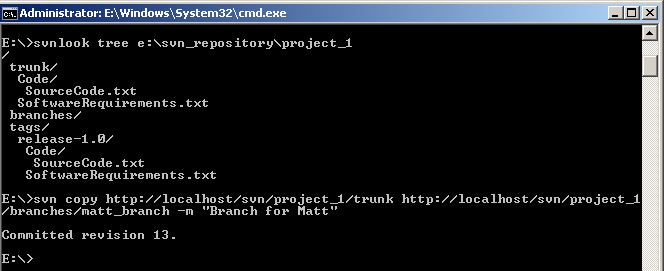 Administrator: E:\Windows\System32\cmd.exe
E:\>svnlook tree e:\svn_repository\project_1
/
 trunk/
  Code/
   SourceCode.txt
  SoftwareRequirements.txt
 branches/
 tags/
  release-1.0/
   Code/
    SourceCode.txt
   SoftwareRequirements.txt
E:\>svn copy http://localhost/svn/project_1/trunk http://localhost/svn/project_1
/branches/matt_branch -m "Branch for Matt"
Committed revision 13.
E:\>